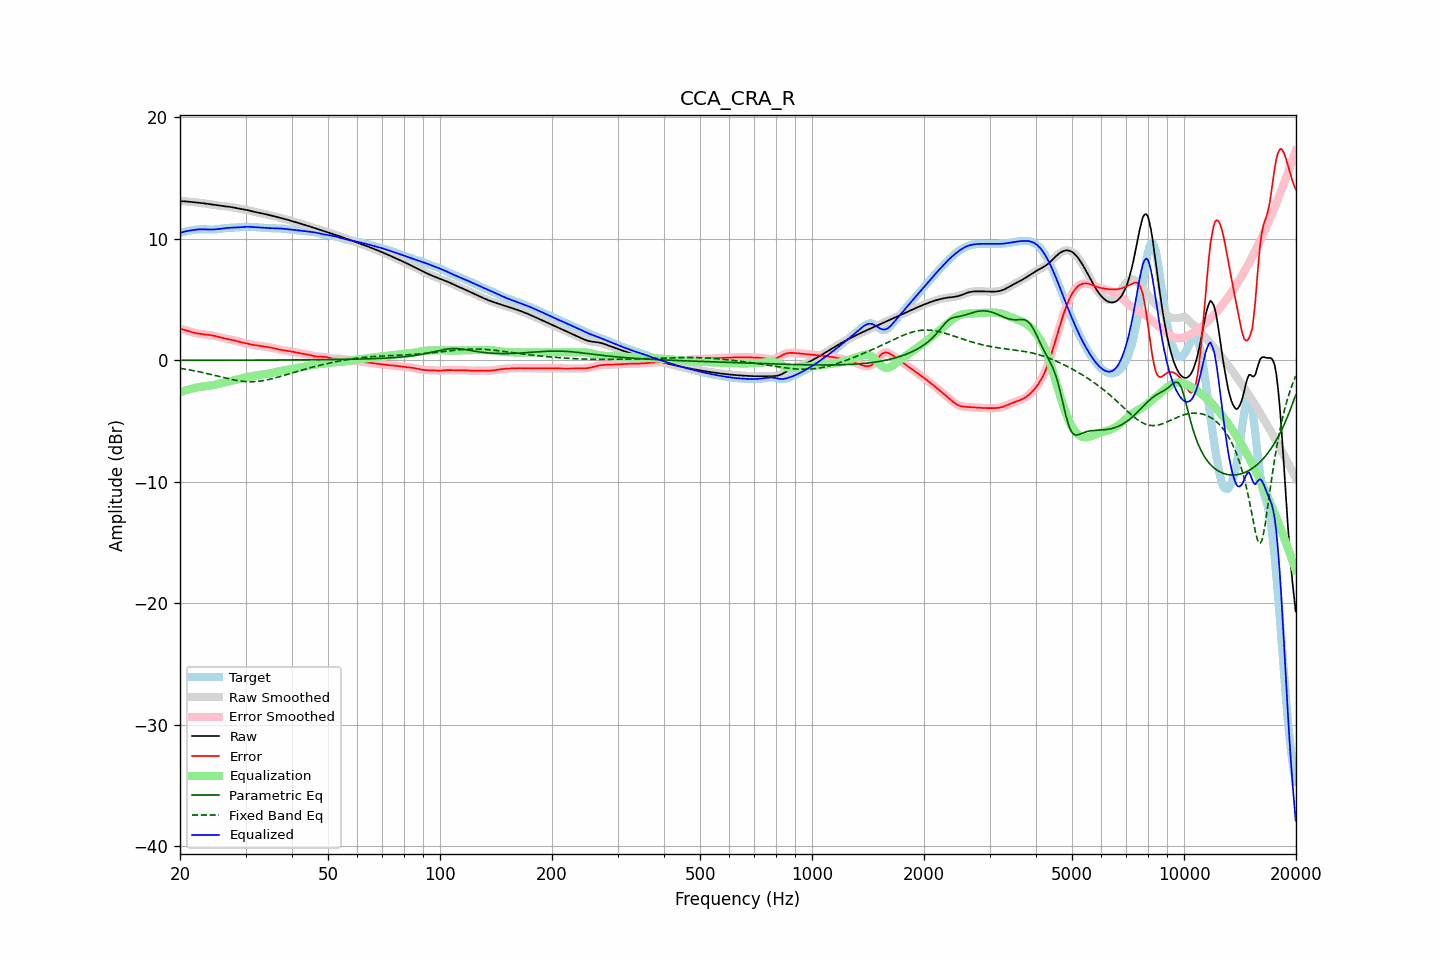 CCA_CRA_R
20
10
0
−10
−20
−30
−40
Amplitude (dBr)
Target
Raw Smoothed
Error Smoothed
Raw
Error
Equalization
Parametric Eq
Fixed Band Eq
Equalized
20 50 100 200 500 1000 2000 5000 10000 20000
Frequency (Hz)